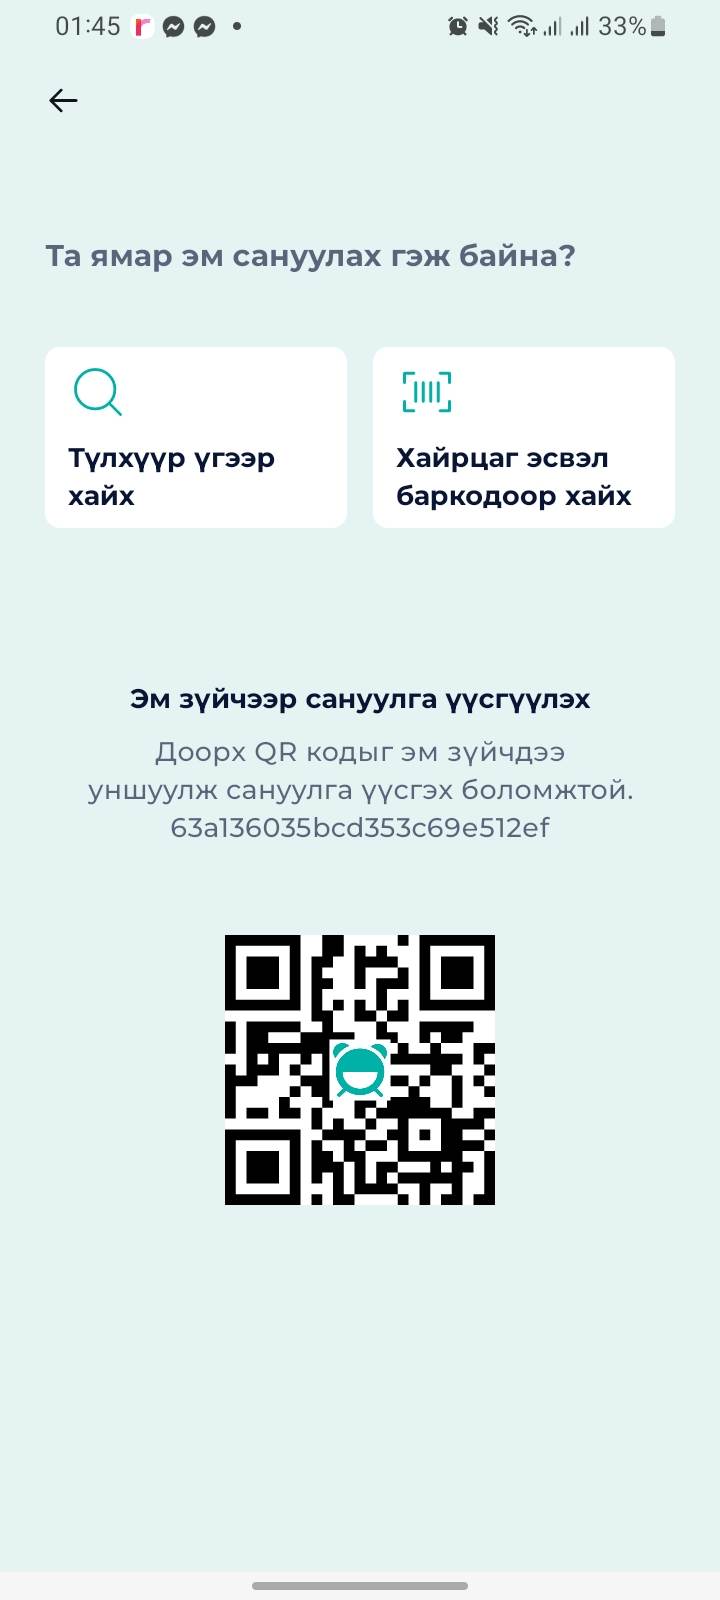 01:45
33%
Та ямар эм сануулах гэж байна?
Түлхүүр үгээр
хайх
Хайрцаг эсвэл
баркодоор хайх
Эм зүйчээр сануулга үүсгүүлэх
Доорх QR кодыг эм зүйчдээ
уншуулж сануулга үүсгэх боломжтой.
63a136035bcd353c69e512ef